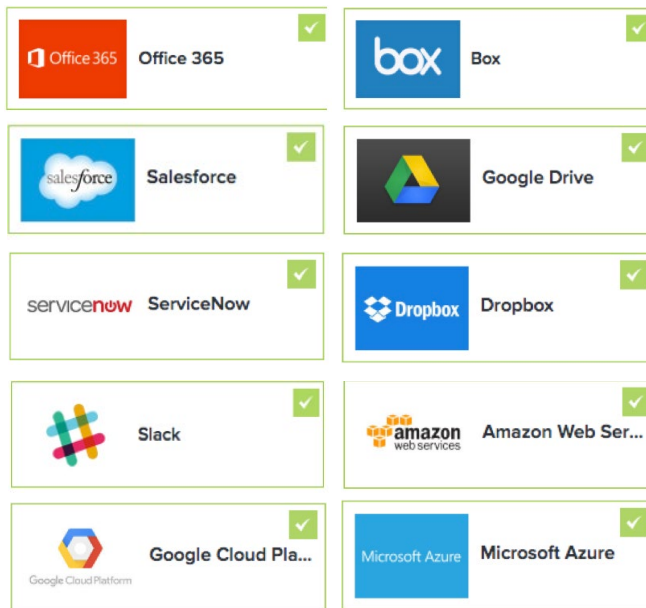 Office 365
Office 365
box
Box
salesforce
Salesforce
Google Drive
servicenow
ServiceNow
Dropbox
Dropbox
Slack
amazon
web services
Amazon Web Ser...
Google Cloud Platform
Google Cloud Pla...
Microsoft Azure
Microsoft Azure